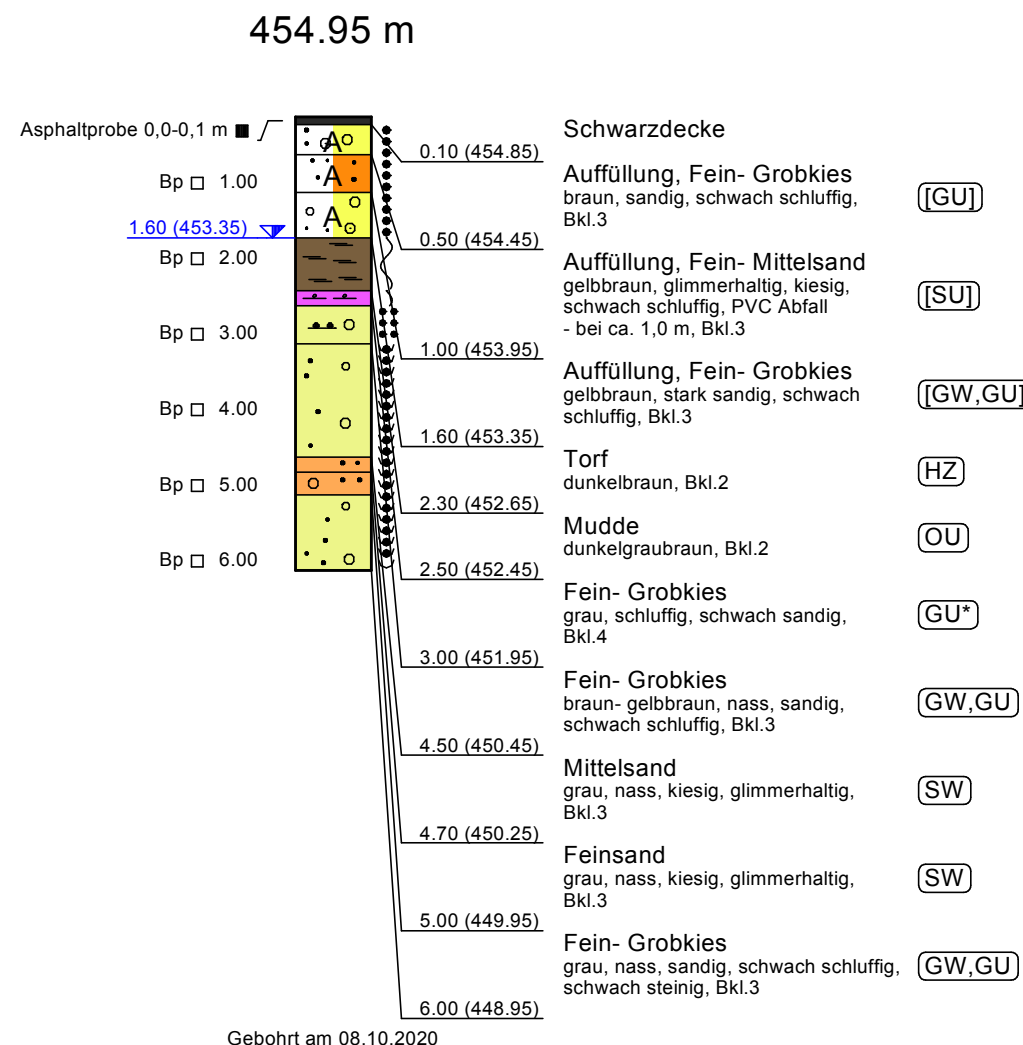 454.95 m
Asphaltprobe 0,0-0,1 m
Bp 1.00
1.60 (453.35)
Bp 2.00
Bp 3.00
Bp 4.00
Bp 5.00
Bp 6.00
A
A
A
Schwarzdecke
0.10 (454.85)
Auffüllung, Fein- Grobkies
braun, sandig, schwach schluffig,
Bkl.3
[GU]
0.50 (454.45)
Auffüllung, Fein- Mittelsand
gelbbraun, glimmerhaltig, kiesig,
schwach schluffig, PVC Abfall
- bei ca. 1,0 m, Bkl.3
[SU]
1.00 (453.95)
Auffüllung, Fein- Grobkies
gelbbraun, stark sandig, schwach
schluffig, Bkl.3
[GW,GU]
1.60 (453.35)
Torf
dunkelbraun, Bkl.2
HZ
2.30 (452.65)
Mudde
dunkelgraubraun, Bkl.2
OU
2.50 (452.45)
Fein- Grobkies
grau, schluffig, schwach sandig,
Bkl.4
GU*
3.00 (451.95)
Fein- Grobkies
braun- gelbbraun, nass, sandig,
schwach schluffig, Bkl.3
GW,GU
4.50 (450.45)
Mittelsand
grau, nass, kiesig, glimmerhaltig,
Bkl.3
SW
4.70 (450.25)
Feinsand
grau, nass, kiesig, glimmerhaltig,
Bkl.3
SW
5.00 (449.95)
Fein- Grobkies
grau, nass, sandig, schwach schluffig,
schwach steinig, Bkl.3
GW,GU
6.00 (448.95)
Gebohrt am 08.10.2020